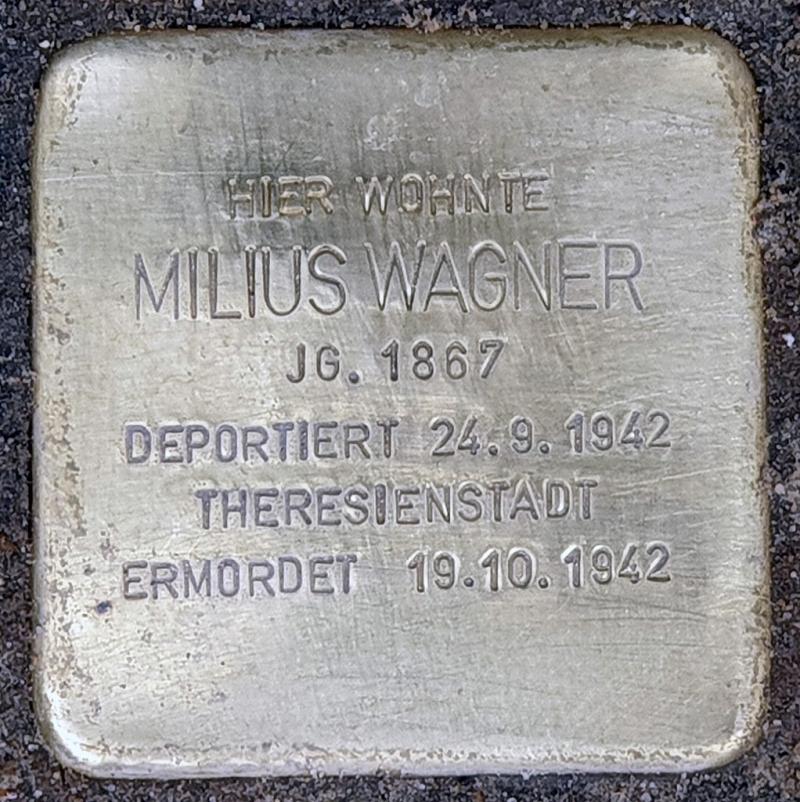 HIER WOHNTE
MILIUS WAGNER
JG. 1867
DEPORTIERT 24.9.1942
THERESIENSTADT
ERMORDET 19.10.1942